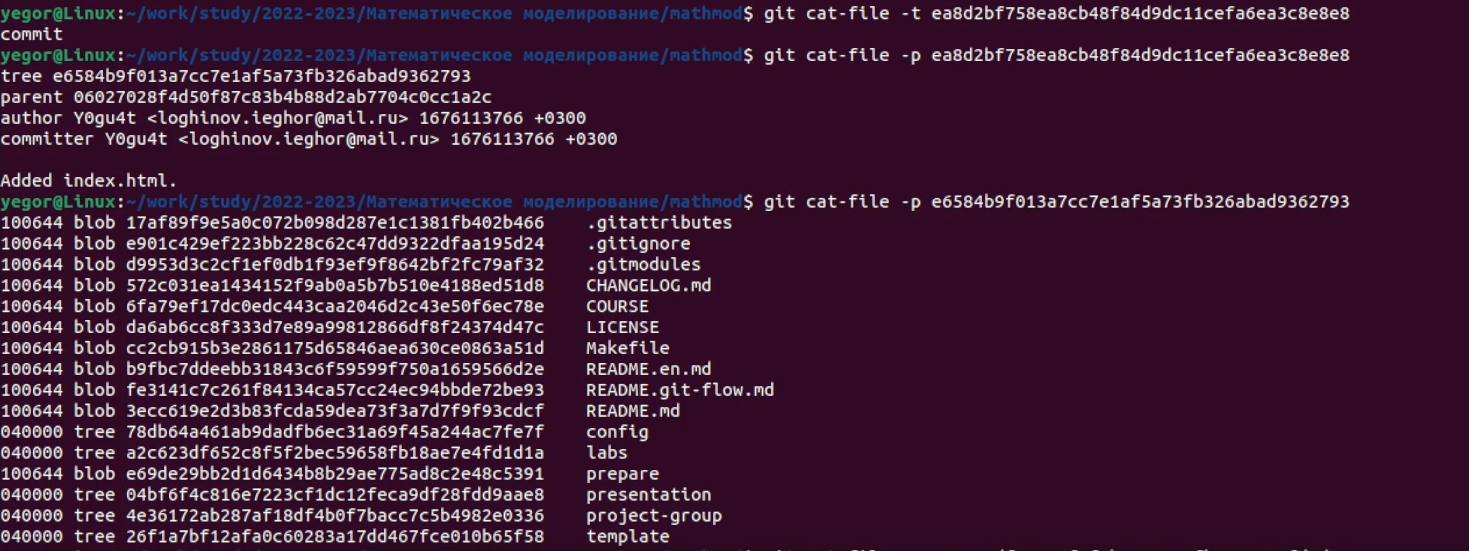 yegor@Linux:~/work/study/2022-2023/Математическое моделирование/mathmod$ git cat-file -t ea8d2bf758ea8cb48f84d9dc11cefa6ea3c8e8e8
commit
yegor@Linux:~/work/study/2022-2023/Математическое моделирование/mathmod$ git cat-file -p ea8d2bf758ea8cb48f84d9dc11cefa6ea3c8e8e8
tree e6584b9f013a7cc7e1af5a73fb326abad9362793
parent 06027028f4d50f87c83b4b88d2ab7704c0cc1a2c
author Y0gu4t <loghinov.ieghor@mail.ru> 1676113766 +0300
committer Y0gu4t <loghinov.ieghor@mail.ru> 1676113766 +0300
Added index.html.
yegor@Linux:~/work/study/2022-2023/Математическое моделирование/mathmod$ git cat-file -p e6584b9f013a7cc7e1af5a73fb326abad9362793
100644 blob 17af89f9e5a0c072b098d287e1c1381fb402b466    .gitattributes
100644 blob e901c429ef223bb228c62c47dd9322dfaa195d24    .gitignore
100644 blob d9953d3c2cf1ef0db1f93ef9f8642bf2fc79af32    .gitmodules
100644 blob 572c031ea1434152f9ab0a5b7b510e4188ed51d8    CHANGELOG.md
100644 blob 6fa79ef17dc0edc443caa2046d2c43e50f6ec78e    COURSE
100644 blob da6ab6cc8f333d7e89a99812866df8f24374d47c    LICENSE
100644 blob cc2cb915b3e2861175d65846aea630ce0863a51d    Makefile
100644 blob b9fbc7ddeebb31843c6f59599f750a1659566d2e    README.en.md
100644 blob fe3141c7c261f84134ca57cc24ec94bbde72be93    README.git-flow.md
100644 blob 3ecc619e2d3b83fcda59dea73f3a7d7f9f93cdcf    README.md
040000 tree 78db64a461ab9dadfb6ec31a69f45a244ac7fe7f    config
040000 tree a2c623df652c8f5f2bec59658fb18ae7e4fd1d1a    labs
100644 blob e69de29bb2d1d6434b8b29ae775ad8c2e48c5391    prepare
040000 tree 04bf6f4c816e7223cf1dc12feca9df28fdd9aae8    presentation
040000 tree 4e36172ab287af18df4b0f7bacc7c5b4982e0336    project-group
040000 tree 26f1a7bf12afa0c60283a17dd467fce010b65f58    template